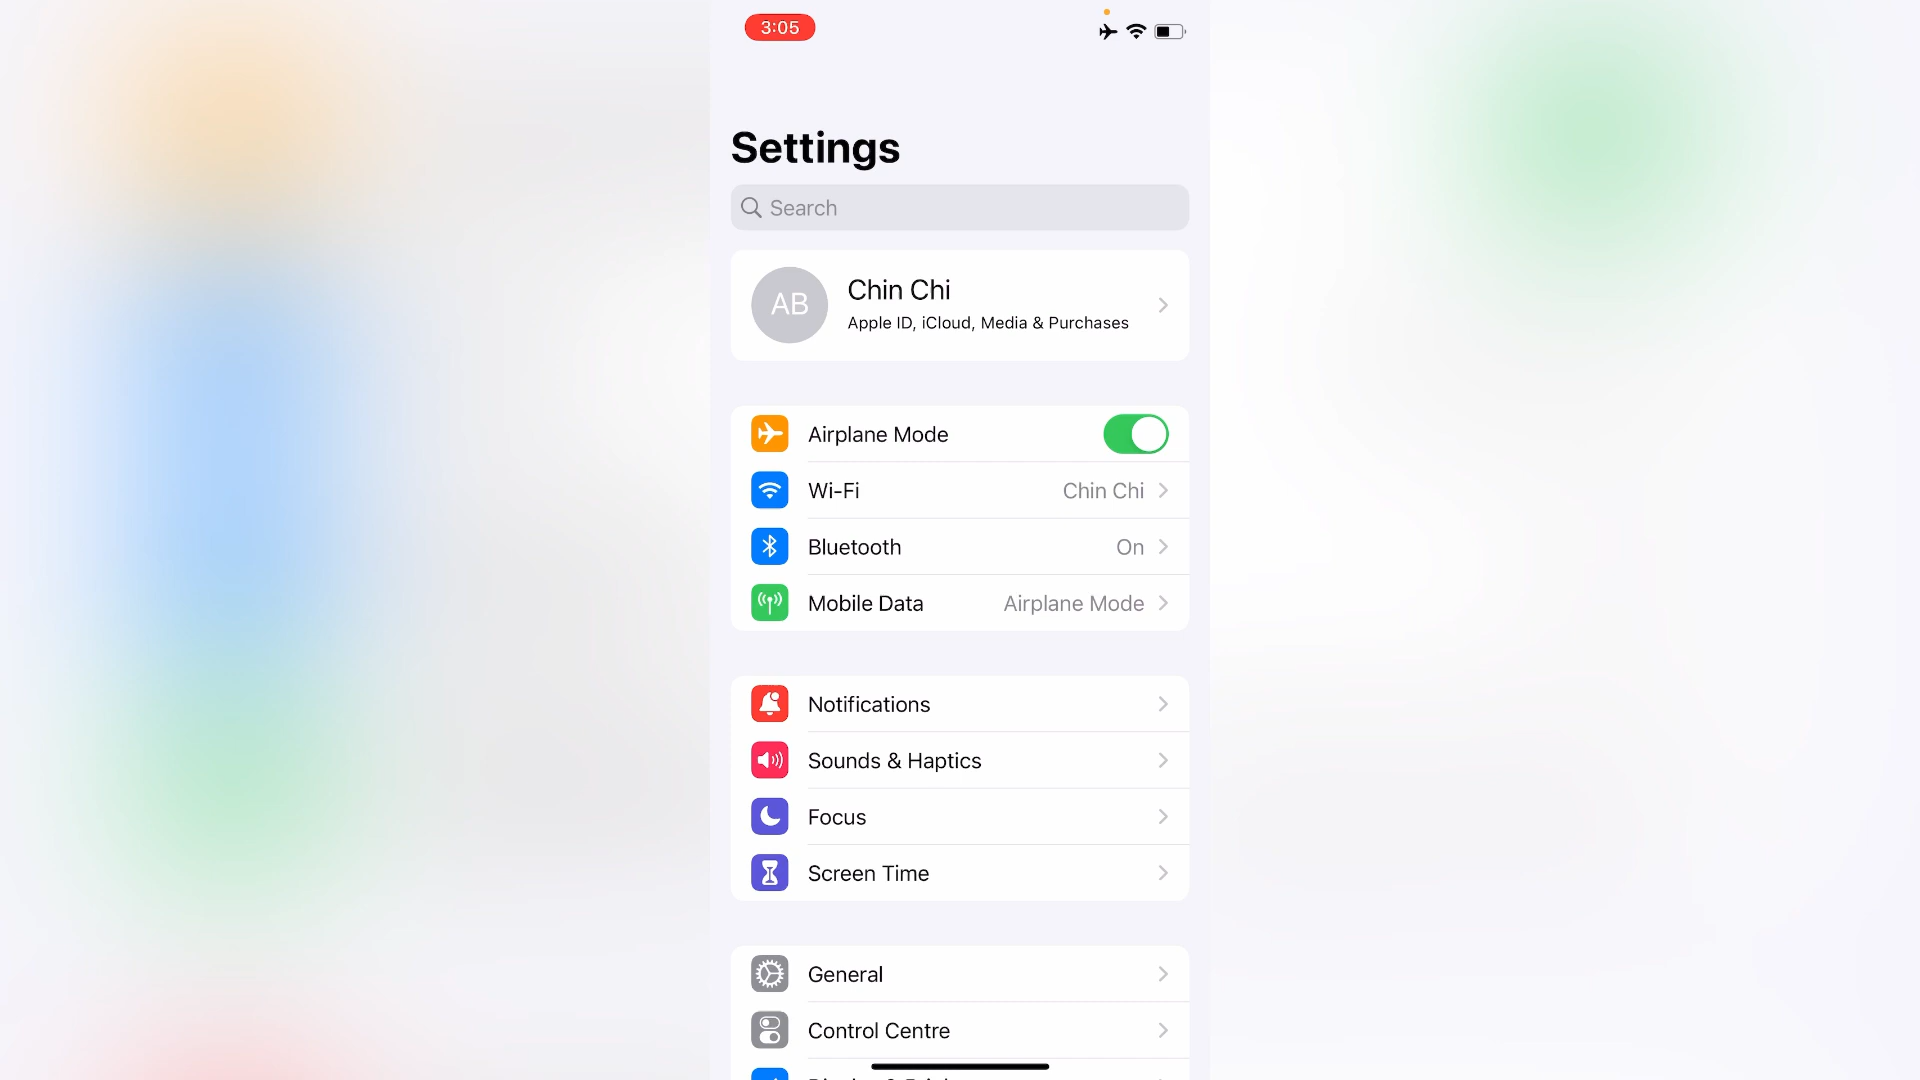 3:05
Settings
Search
AB
Chin Chi
Apple ID, iCloud, Media & Purchases
Airplane Mode
Wi-Fi
Chin Chi
Bluetooth
On
Mobile Data
Airplane Mode
Notifications
Sounds & Haptics
Focus
Screen Time
General
Control Centre